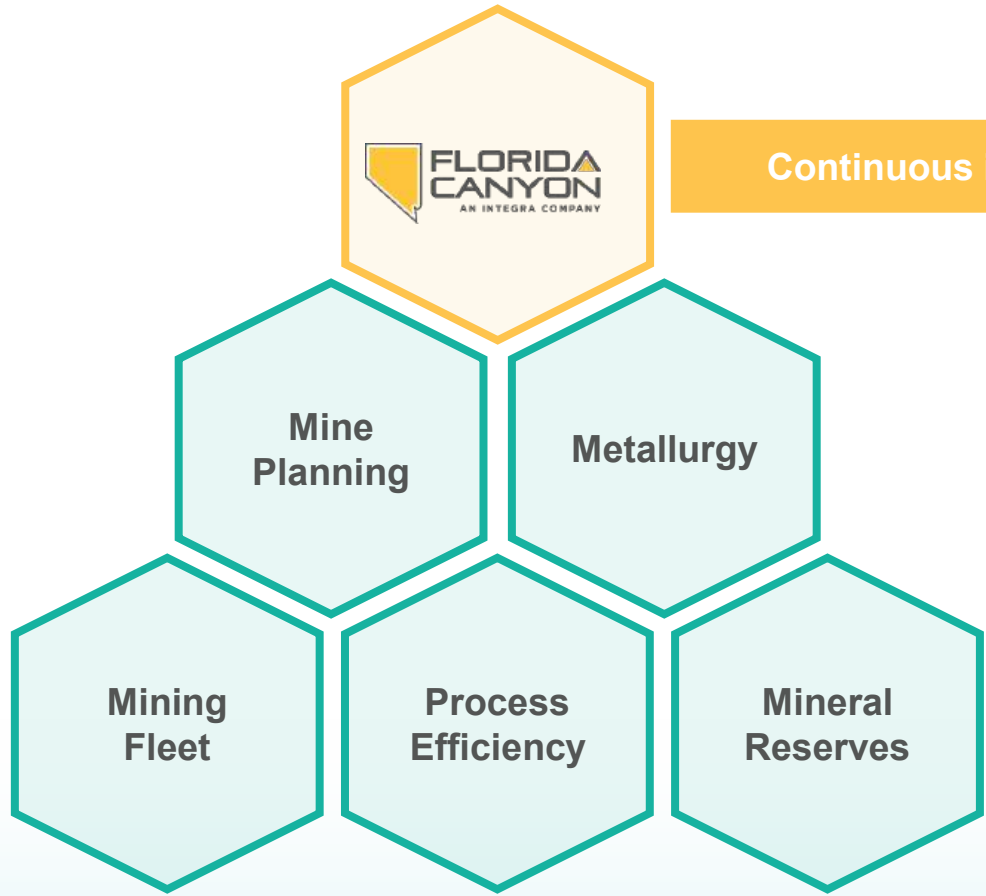 FLORIDA
CANYON
AN INTEGRA COMPANY
Continuous
Mine
Planning
Metallurgy
Mining
Fleet
Process
Efficiency
Mineral
Reserves